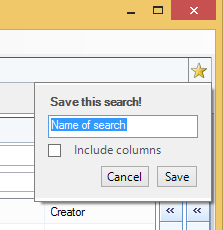 Save this search!
Name of search
Include columns
Cancel Save
Creator